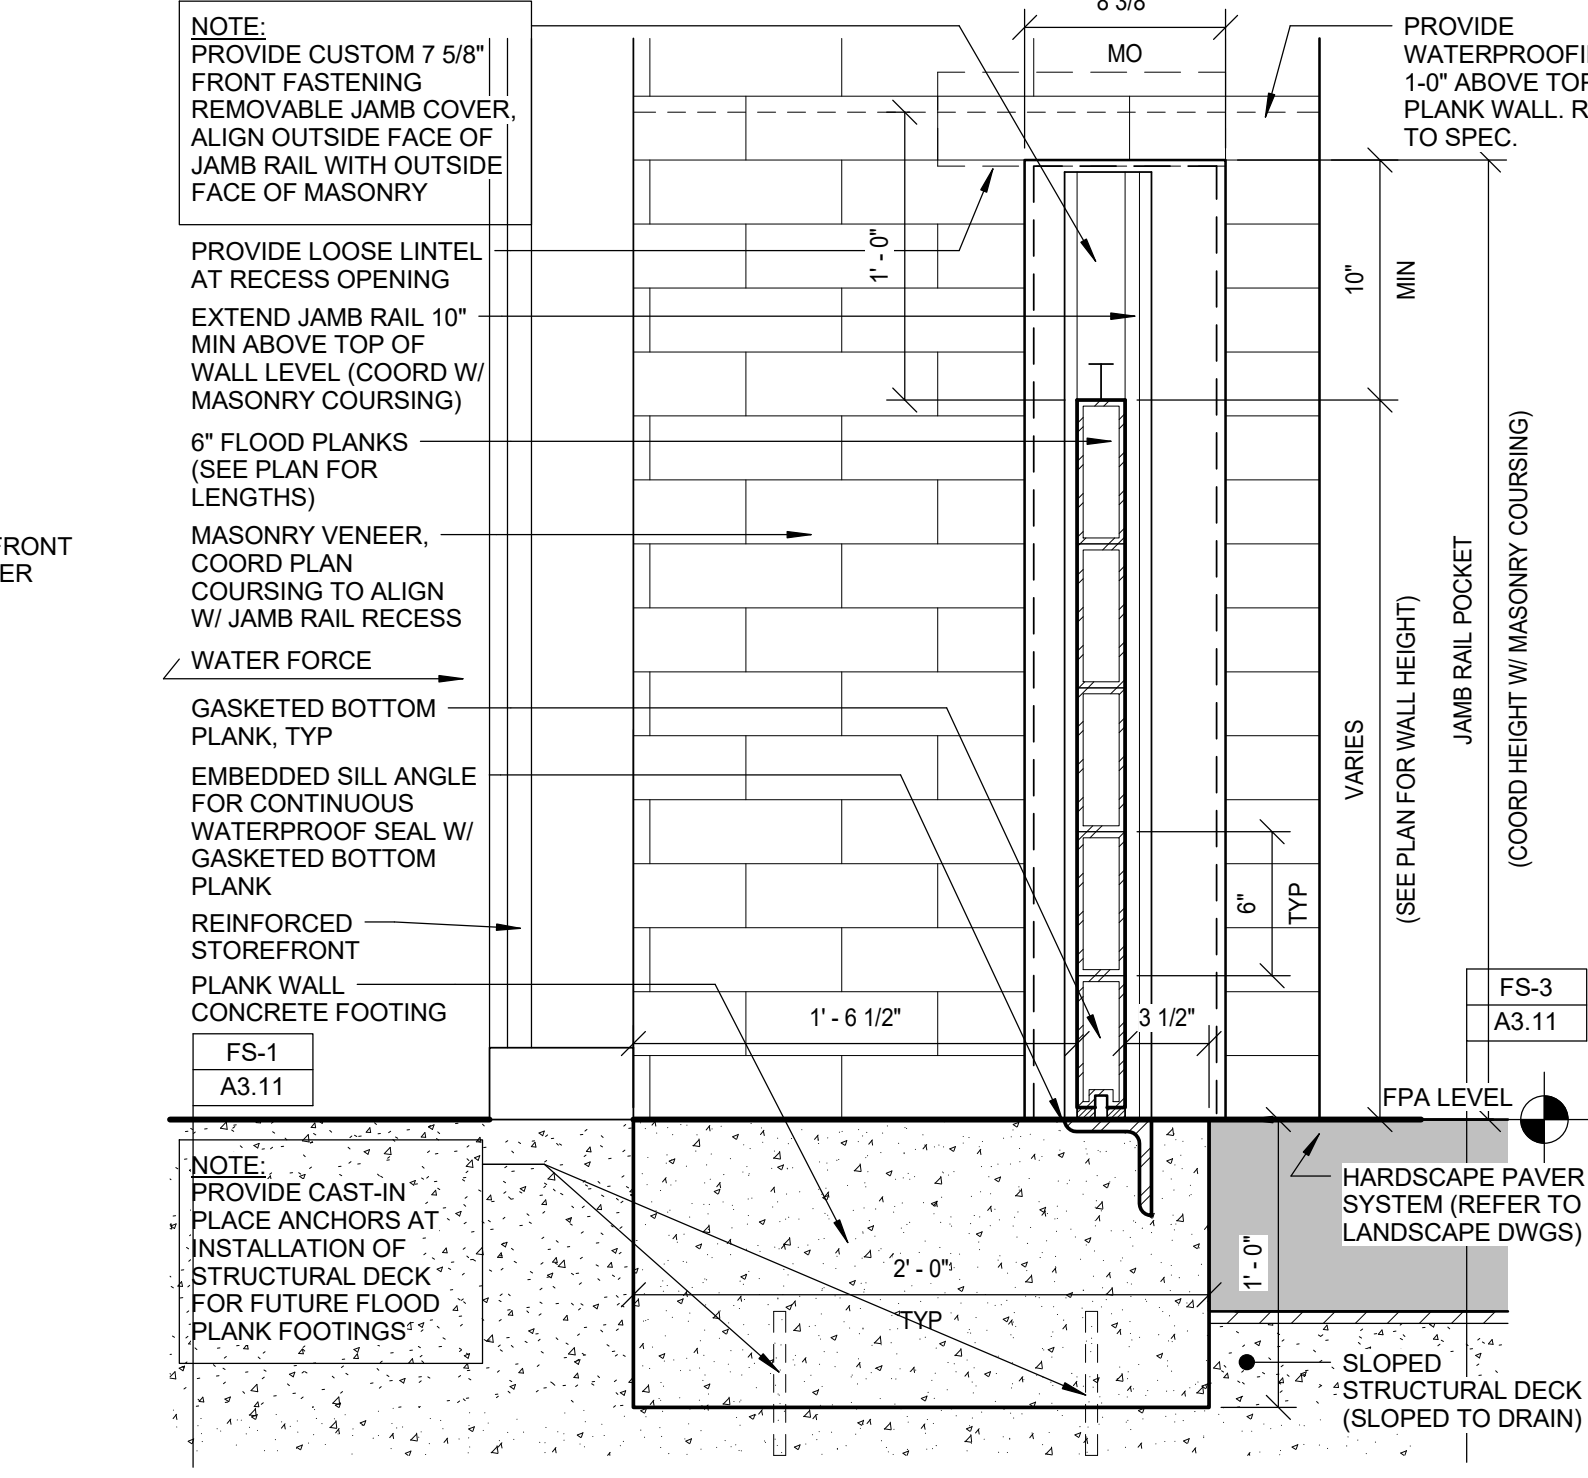 NOTE:
PROVIDE CUSTOM 7 5/8"
FRONT FASTENING
REMOVABLE JAMB COVER,
ALIGN OUTSIDE FACE OF
JAMB RAIL WITH OUTSIDE
FACE OF MASONRY
PROVIDE LOOSE LINTEL
AT RECESS OPENING
EXTEND JAMB RAIL 10"
MIN ABOVE TOP OF
WALL LEVEL (COORD W/
MASONRY COURSING)
6" FLOOD PLANKS
(SEE PLAN FOR
LENGTHS)
MASONRY VENEER,
COORD PLAN
COURSING TO ALIGN
W/ JAMB RAIL RECESS
WATER FORCE
GASKETED BOTTOM
PLANK, TYP
EMBEDDED SILL ANGLE
FOR CONTINUOUS
WATERPROOF SEAL W/
GASKETED BOTTOM
PLANK
REINFORCED
STOREFRONT
PLANK WALL
CONCRETE FOOTING
FS-1
A3.11
NOTE:
PROVIDE CAST-IN
PLACE ANCHORS AT
INSTALLATION OF
STRUCTURAL DECK
FOR FUTURE FLOOD
PLANK FOOTINGS
FRONT
ER
8 3/8"
MO
1' - 0"
PROVIDE
1-0" ABOVE TOP
PLANK WALL.
TO SPEC.
10"
MIN
VARIES
(SEE PLAN FOR WALL HEIGHT)
JAMB RAIL POCKET
(COORD HEIGHT W/ MASONRY COURSING)
6"
TYP
1' - 6 1/2"
3 1/2"
FS-3
A3.11
FPA LEVEL
HARDSCAPE PAVER
SYSTEM (REFER TO
LANDSCAPE DWGS)
1' - 0"
2' - 0"
TYP
SLOPED
STRUCTURAL DECK
(SLOPED TO DRAIN)